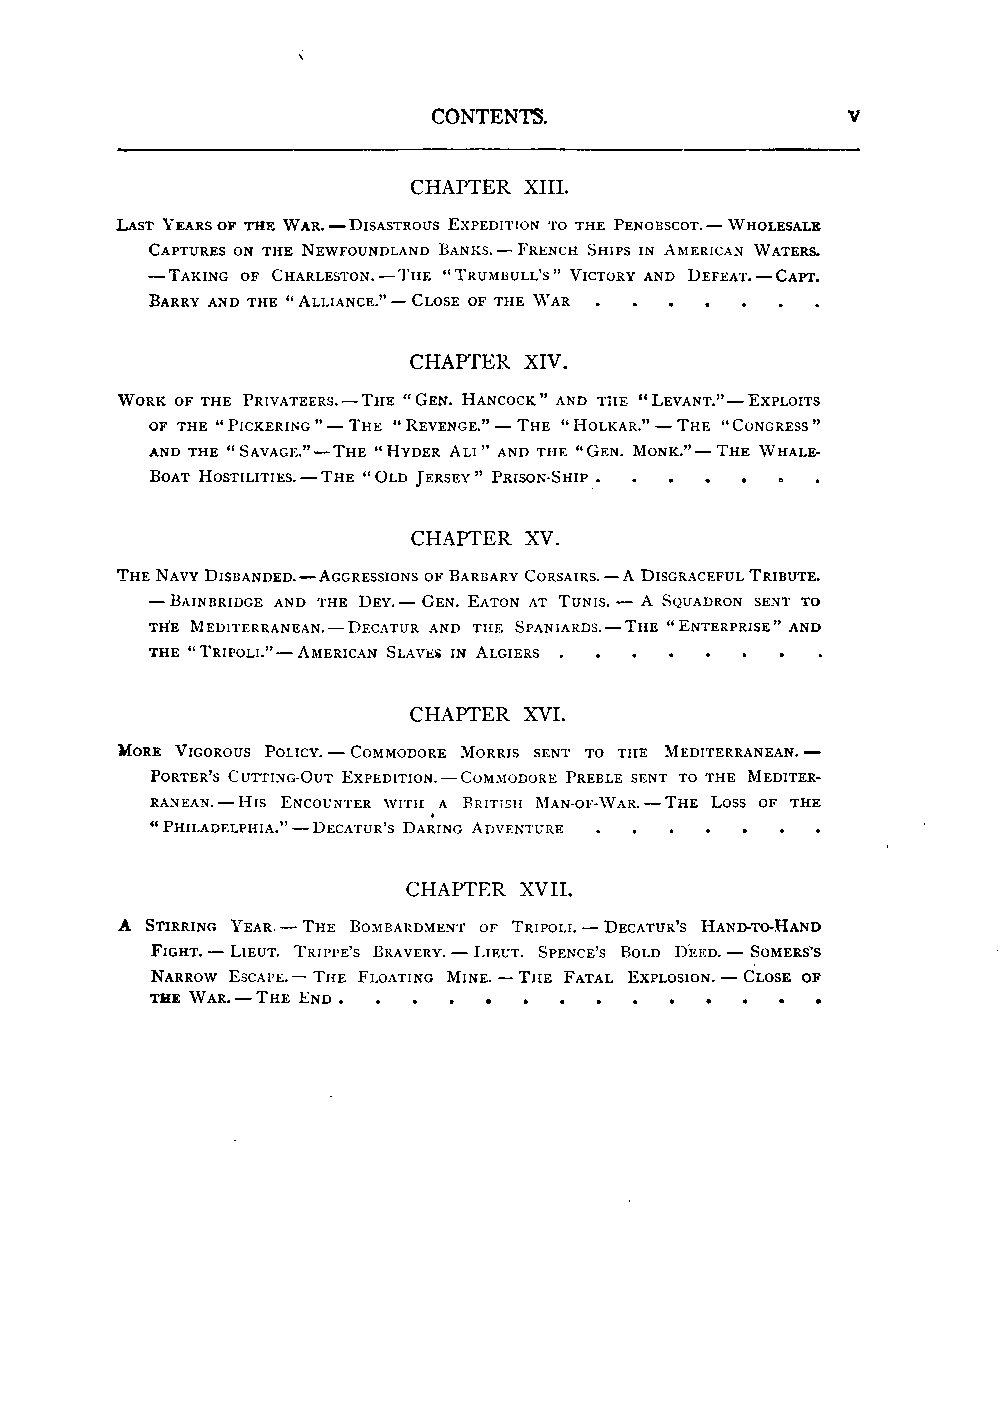 CONTENTS. V
CHAPTER XIII.
LAST YEARS OF THE WAR. — DISASTROUS EXPEDITION TO THE PENOBSCOT. — WHOLESALE
CAPTURES ON THE NEWFOUNDLAND BANKS. — FRENCH SHIPS IN AMERICAN WATERS.
— TAKING OF CHARLESTON. — THE "TRUMBULL'S" VICTORY AND DEFEAT. — CAPT.
BARRY AND THE "ALLIANCE." — CLOSE OF THE WAR . . . . . . .
CHAPTER XIV.
WORK OF THE PRIVATEERS. — THE "GEN. HANCOCK" AND THE "LEVANT." — EXPLOITS
OF THE "PICKERING" — THE "REVENGE." — THE "HOLKAR." — THE "CONGRESS"
AND THE "SAVAGE." — THE "HYDER ALI" AND THE "GEN. MONK." — THE WHALE-
BOAT HOSTILITIES. — THE "OLD JERSEY" PRISON-SHIP . . . . . . .
CHAPTER XV.
THE NAVY DISBANDED. — AGGRESSIONS OF BARBARY CORSAIRS. — A DISGRACEFUL TRIBUTE.
— BAINBRIDGE AND THE DEY. — GEN. EATON AT TUNIS. — A SQUADRON SENT TO
THE MEDITERRANEAN. — DECATUR AND THE SPANIARDS. — THE "ENTERPRISE" AND
THE "TRIPOLI." — AMERICAN SLAVES IN ALGIERS . . . . . . . .
CHAPTER XVI.
MORE VIGOROUS POLICY. — COMMODORE MORRIS SENT TO THE MEDITERRANEAN. —
PORTER'S CUTTING-OUT EXPEDITION. — COMMODORE PREBLE SENT TO THE MEDITER-
RANEAN. — HIS ENCOUNTER WITH A BRITISH MAN-OF-WAR. — THE LOSS OF THE
"PHILADELPHIA." — DECATUR'S DARING ADVENTURE . . . . . . .
CHAPTER XVII.
A STIRRING YEAR. — THE BOMBARDMENT OF TRIPOLI. — DECATUR'S HAND-TO-HAND
FIGHT. — LIEUT. TRIPPE'S BRAVERY. — LIEUT. SPENCE'S BOLD DEED. — SOMERS'S
NARROW ESCAPE. — THE FLOATING MINE. — THE FATAL EXPLOSION. — CLOSE OF
THE WAR. — THE END . . . . . . . . . . . . . .